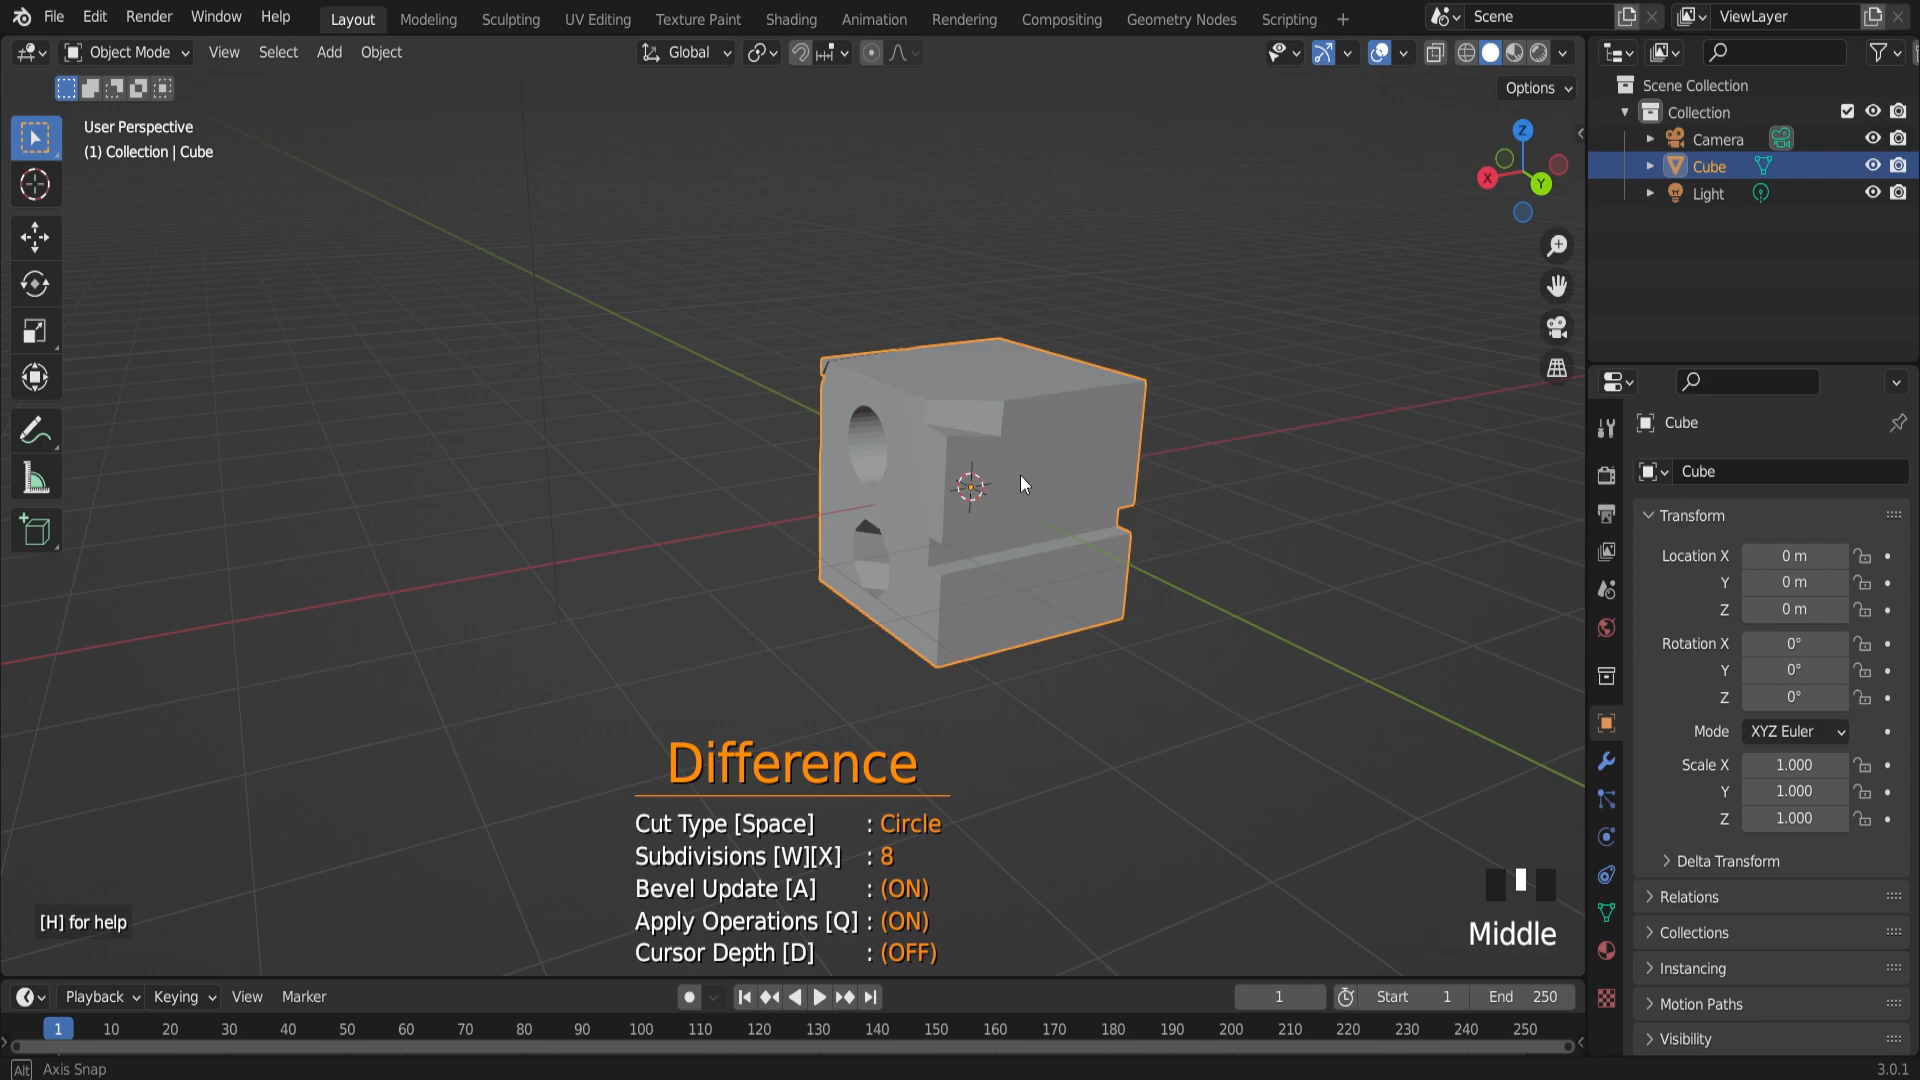 File Edit Render Window Help Layout Modeling Sculpting UV Editing Texture Paint Shading Animation Rendering Compositing Geometry Nodes Scripting + Scene ViewLayer
Object Mode View Select Add Object Global
Options
User Perspective
(1) Collection | Cube
Z
X
Y
Scene Collection
Collection
Camera
Cube
Light
Cube
Cube
Transform
Location X 0 m
Y 0 m
Z 0 m
Rotation X 0°
Y 0°
Z 0°
Mode XYZ Euler
Scale X 1.000
Y 1.000
Z 1.000
Delta Transform
Relations
Collections
Instancing
Motion Paths
Visibility
Difference
Cut Type [Space] : Circle
Subdivisions [W][X] : 8
Bevel Update [A] : (ON)
Apply Operations [Q] : (ON)
Cursor Depth [D] : (OFF)
[H] for help
Middle
Playback Keying View Marker 1 Start 1 End 250
1 10 20 30 40 50 60 70 80 90 100 110 120 130 140 150 160 170 180 190 200 210 220 230 240 250
Alt Axis Snap 3.0.1